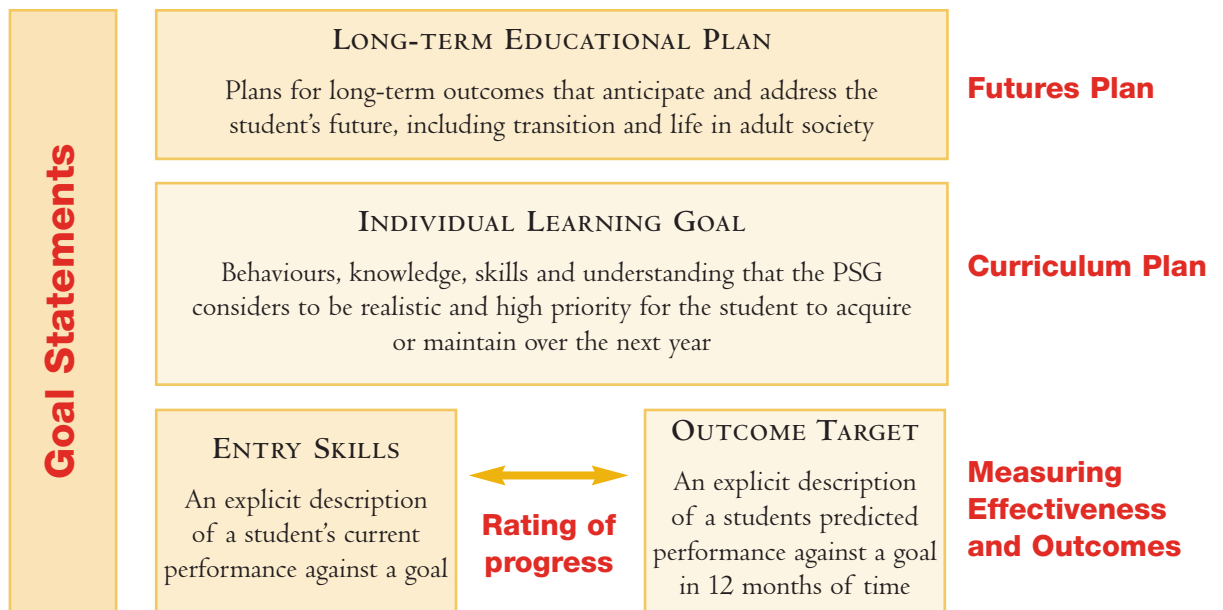 Goal Statements
LONG-TERM EDUCATIONAL PLAN
Plans for long-term outcomes that anticipate and address the
student's future, including transition and life in adult society
Futures Plan
INDIVIDUAL LEARNING GOAL
Behaviours, knowledge, skills and understanding that the PSG
considers to be realistic and high priority for the student to acquire
or maintain over the next year
Curriculum Plan
ENTRY SKILLS
An explicit description
of a student's current
performance against a goal
Rating of
progress
OUTCOME TARGET
An explicit description
of a students predicted
performance against a goal
in 12 months of time
Measuring
Effectiveness
and Outcomes